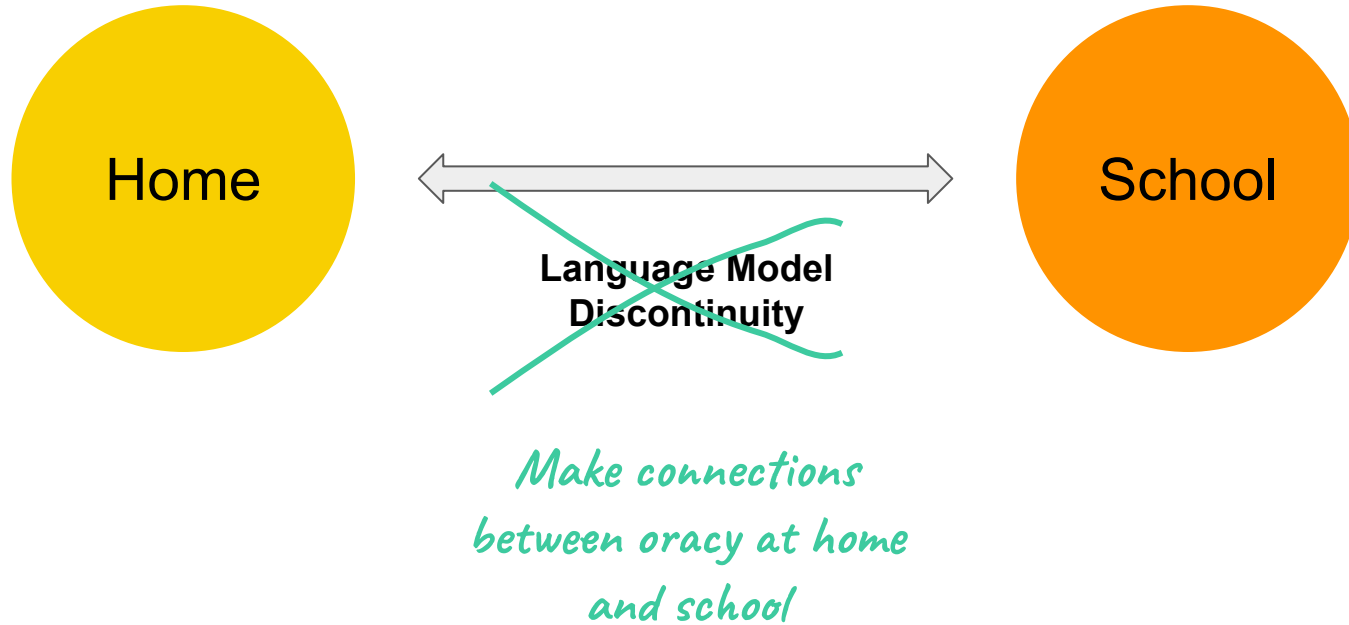 Home
School
Language Model
Discontinuity
Make connections
between oracy at home
and school